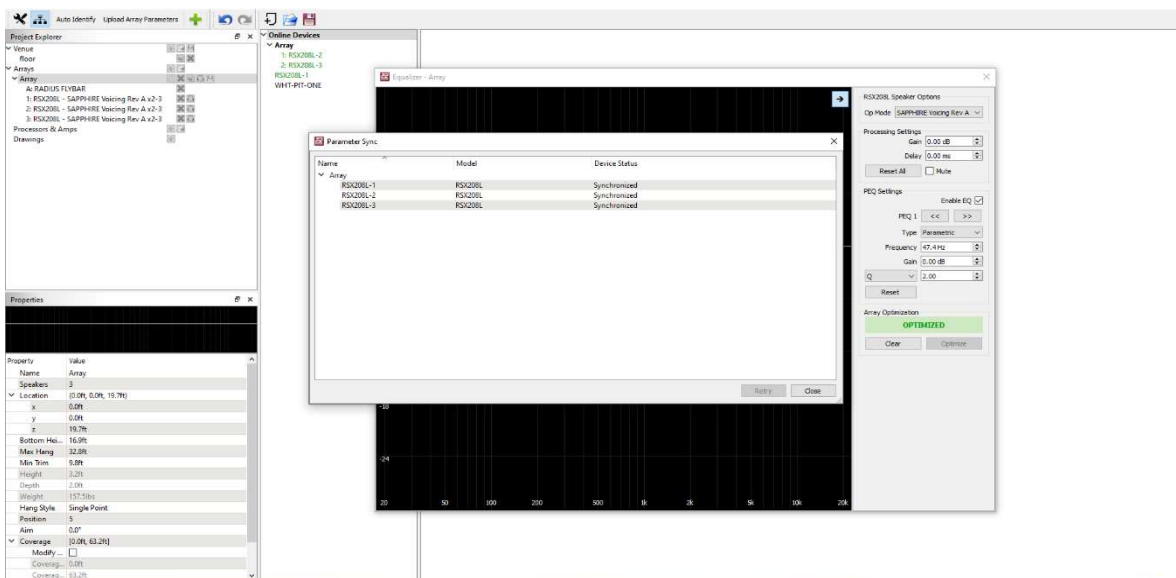 Auto Identify Upload Array Parameters
Project Explorer
Venue
floor
Arrays
Array
A: RADIUS FLYBAR
1: RSX208L - SAPPHIRE Voicing Rev A x2-3
2: RSX208L - SAPPHIRE Voicing Rev A x2-3
3: RSX208L - SAPPHIRE Voicing Rev A x2-3
Processors & Amps
Drawings
Properties
Property Value
Name Array
Speakers 3
Location (0.0ft, 0.0ft, 19.7ft)
x 0.0ft
y 0.0ft
z 19.7ft
Bottom Hei... 16.9ft
Max Hang 32.8ft
Min Trim 9.8ft
Height 3.2ft
Depth 2.0ft
Weight 157.5lbs
Hang Style Single Point
Position 5
Aim 0.0°
Coverage [0.0ft, 63.2ft]
Modify ...
Coverag... 0.0ft
Coverag... 63.2ft
Online Devices
Array
1: RSX208L-2
2: RSX208L-3
RSX208L-1
WHT-PIT-ONE
Equalizer - Array
Parameter Sync
Name Model Device Status
Array
RSX208L-1 RSX208L Synchronized
RSX208L-2 RSX208L Synchronized
RSX208L-3 RSX208L Synchronized
Retry Close
-18
-24
20 50 100 200 500 1k 2k 5k 10k 20k
RSX208L Speaker Options
Op Mode SAPPHIRE Voicing Rev A
Processing Settings
Gain 0.00 dB
Delay 0.00 ms
Reset All Mute
PEQ Settings
Enable EQ
PEQ 1 << >>
Type Parametric
Frequency 47.4 Hz
Gain 0.00 dB
Q 2.00
Reset
Array Optimization
OPTIMIZED
Clear Optimize